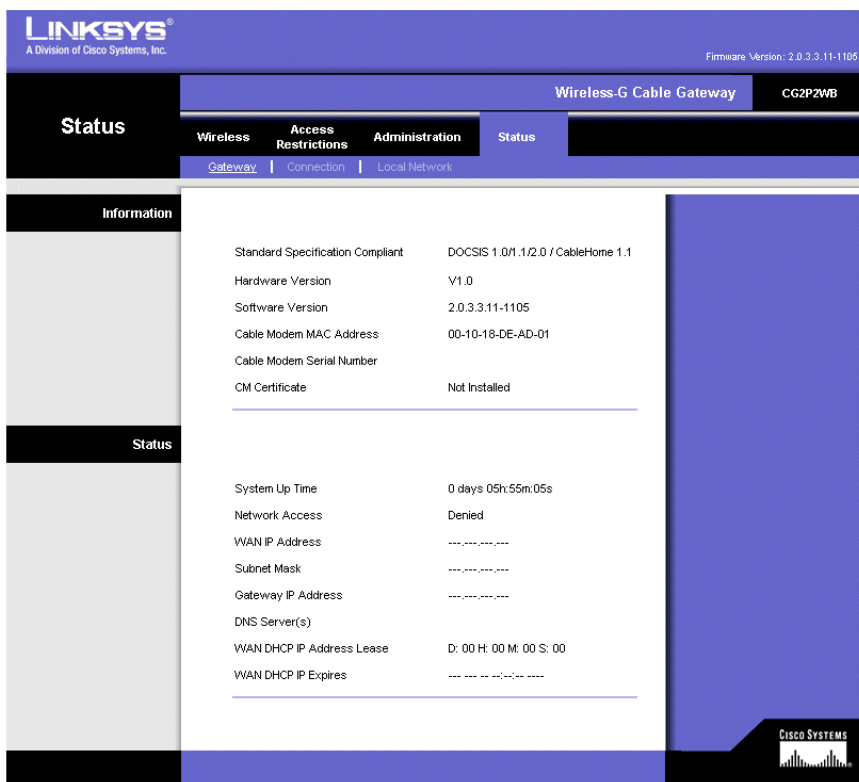 LINKSYS®
A Division of Cisco Systems, Inc.
Firmware Version: 2.0.3.3.11-1105
Wireless-G Cable Gateway
CG2P2WB
Status
Wireless
Access Restrictions
Administration
Status
Gateway
Connection
Local Network
Information
Standard Specification Compliant DOCSIS 1.0/1.1/2.0 / CableHome 1.1
Hardware Version V1.0
Software Version 2.0.3.3.11-1105
Cable Modem MAC Address 00-10-18-DE-AD-01
Cable Modem Serial Number
CM Certificate Not Installed
Status
System Up Time 0 days 05h:55m:05s
Network Access Denied
WAN IP Address ---.---.---.---
Subnet Mask ---.---.---.---
Gateway IP Address ---.---.---.---
DNS Server(s)
WAN DHCP IP Address Lease D: 00 H: 00 M: 00 S: 00
WAN DHCP IP Expires --- --- -- --:--:-- ----
CISCO SYSTEMS